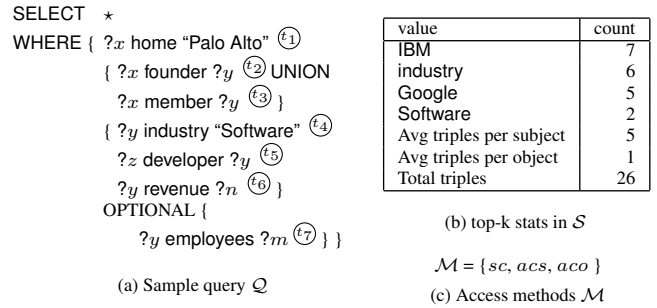 SELECT ⋆
WHERE { ?x home “Palo Alto” t1
{ ?x founder ?y t2 UNION
?x member ?y t3 }
{ ?y industry “Software” t4
?z developer ?y t5
?y revenue ?n t6 }
OPTIONAL {
?y employees ?m t7 } }
(a) Sample query Q
value count
IBM 7
industry 6
Google 5
Software 2
Avg triples per subject 5
Avg triples per object 1
Total triples 26
(b) top-k stats in S
M = {sc, acs, aco }
(c) Access methods M